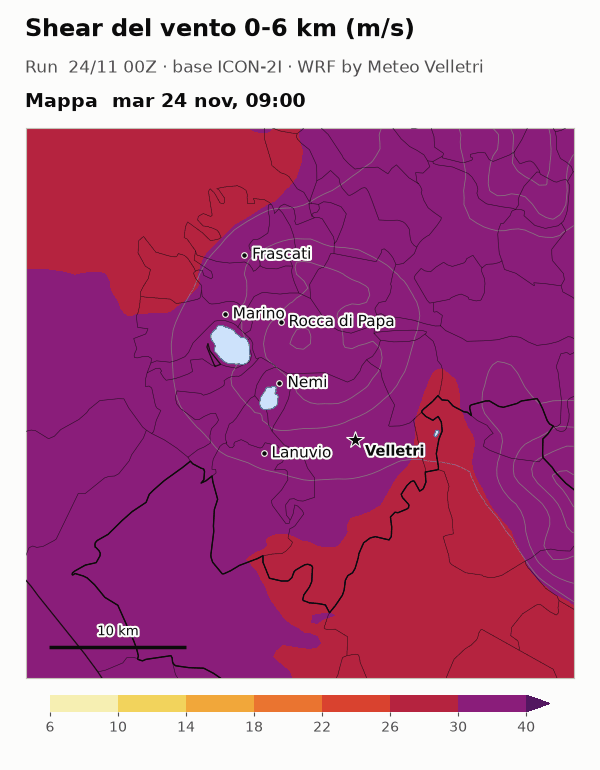 Shear del vento 0-6 km (m/s)
Run  24/11 00Z · base ICON-2I · WRF by Meteo Velletri
Mappa  mar 24 nov, 09:00
Frascati
Marino
Rocca di Papa
Nemi
Velletri
Lanuvio
10 km
6 10 14 18 22 26 30 40